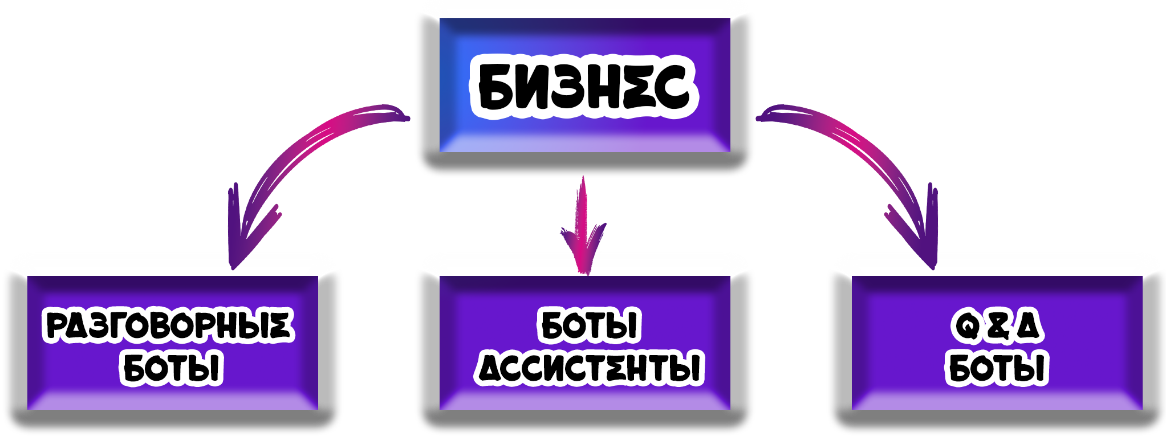 БИЗНЕС
РАЗГОВОРНЫЕ
БОТЫ
БОТЫ
АССИСТЕНТЫ
Q & A
БОТЫ